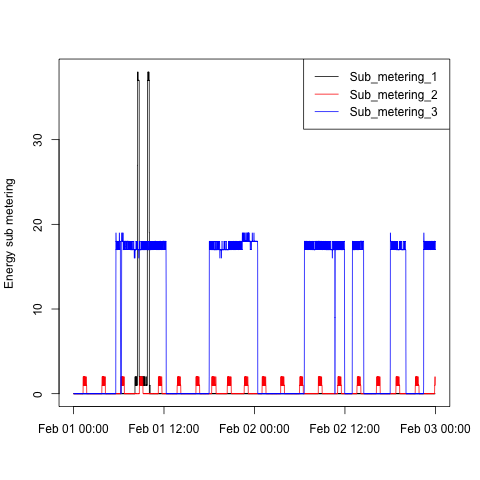 Sub_metering_1
Sub_metering_2
Sub_metering_3
Energy sub metering
30
20
10
0
Feb 01 00:00 Feb 01 12:00 Feb 02 00:00 Feb 02 12:00 Feb 03 00:00